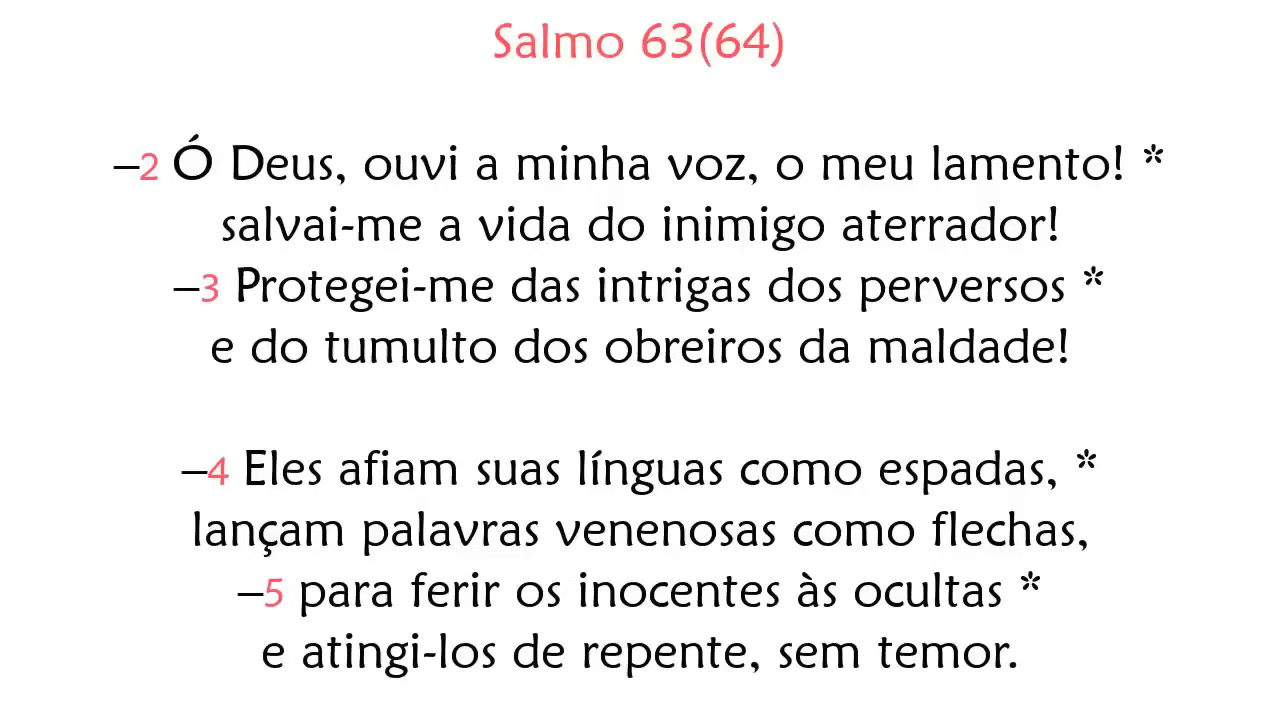 Salmo 63(64)
–2 Ó Deus, ouvi a minha voz, o meu lamento! *
salvai-me a vida do inimigo aterrador!
–3 Protegei-me das intrigas dos perversos *
e do tumulto dos obreiros da maldade!
–4 Eles afiam suas línguas como espadas, *
lançam palavras venenosas como flechas,
–5 para ferir os inocentes às ocultas *
e atingi-los de repente, sem temor.